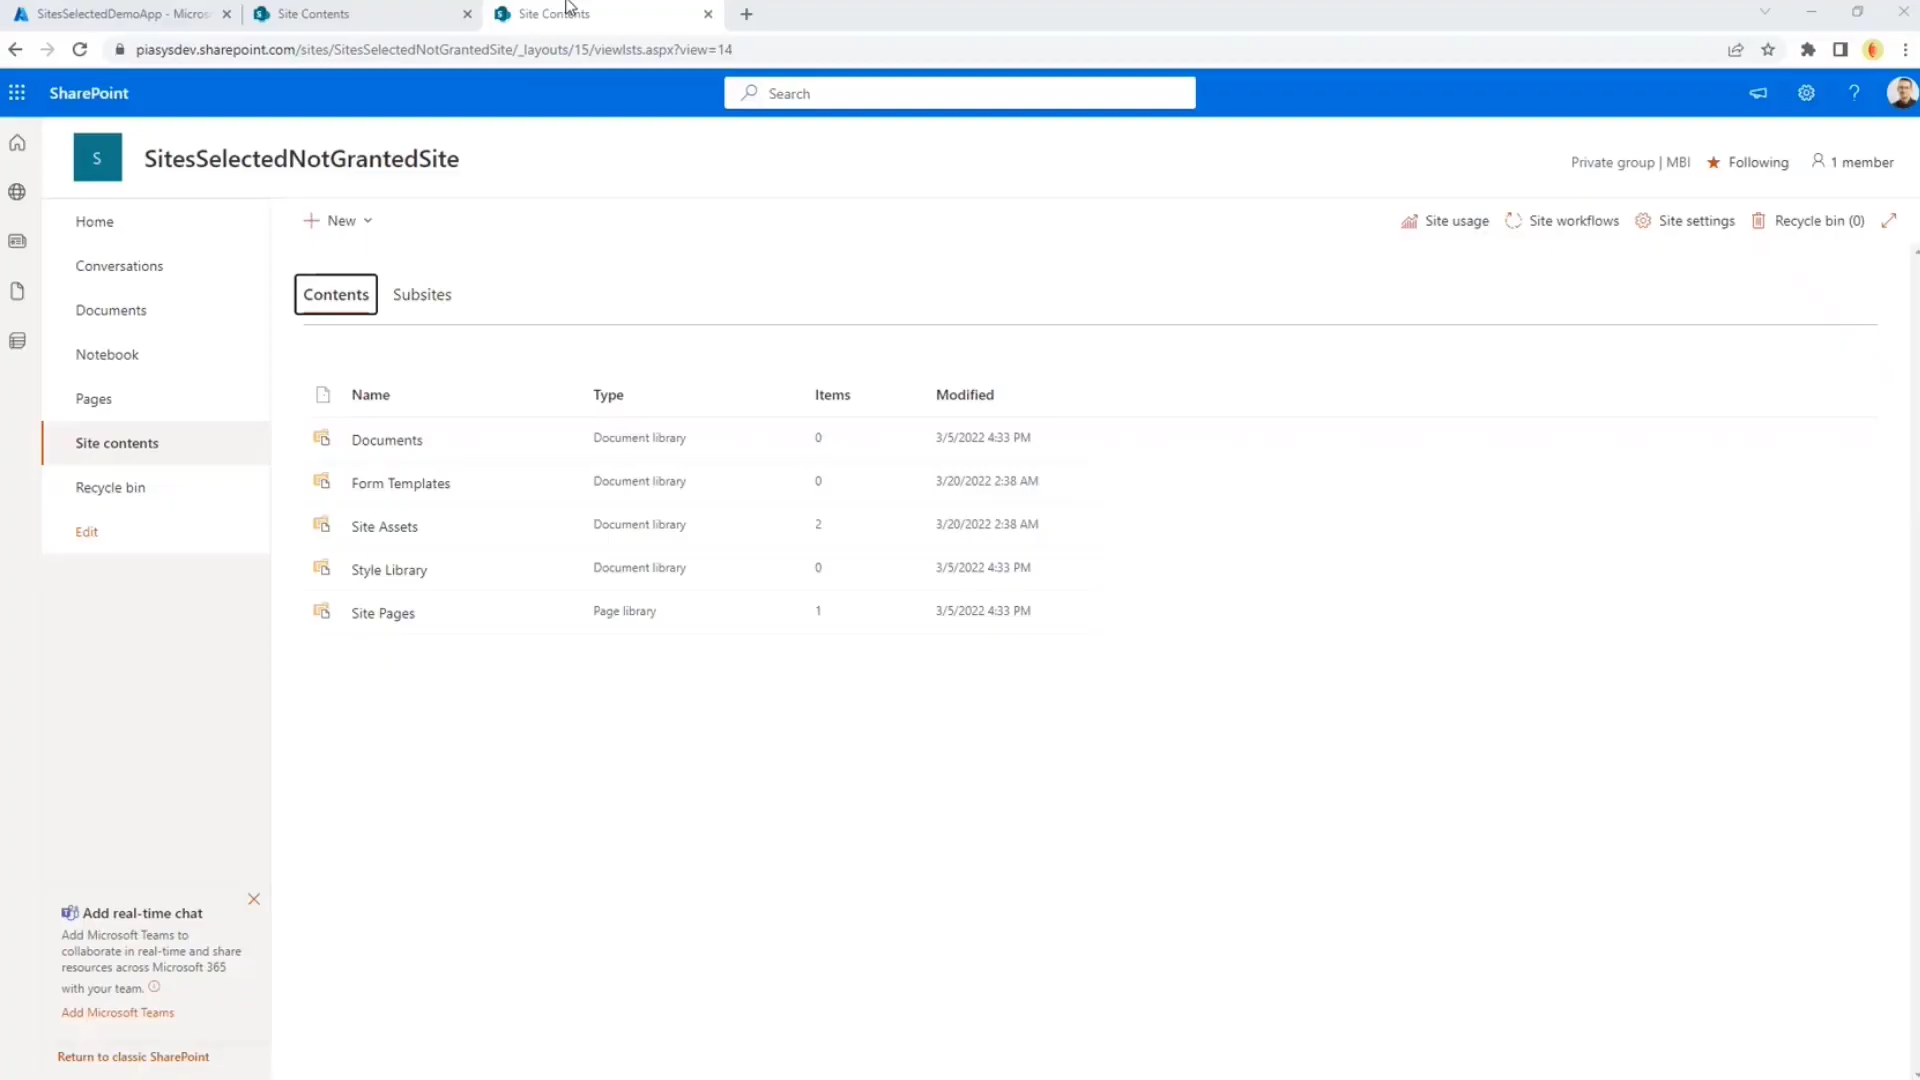 SitesSelectedDemoApp - Micros
Site Contents
Site Contents
piasysdev.sharepoint.com/sites/SitesSelectedNotGrantedSite/_layouts/15/viewlsts.aspx?view=14
SharePoint
Search
S
SitesSelectedNotGrantedSite
Private group | MBI
Following
1 member
Home
Conversations
Documents
Notebook
Pages
Site contents
Recycle bin
Edit
New
Site usage
Site workflows
Site settings
Recycle bin (0)
Contents
Subsites
Name Type Items Modified
Documents Document library 0 3/5/2022 4:33 PM
Form Templates Document library 0 3/20/2022 2:38 AM
Site Assets Document library 2 3/20/2022 2:38 AM
Style Library Document library 0 3/5/2022 4:33 PM
Site Pages Page library 1 3/5/2022 4:33 PM
Add real-time chat
Add Microsoft Teams to
collaborate in real-time and share
resources across Microsoft 365
with your team.
Add Microsoft Teams
Return to classic SharePoint